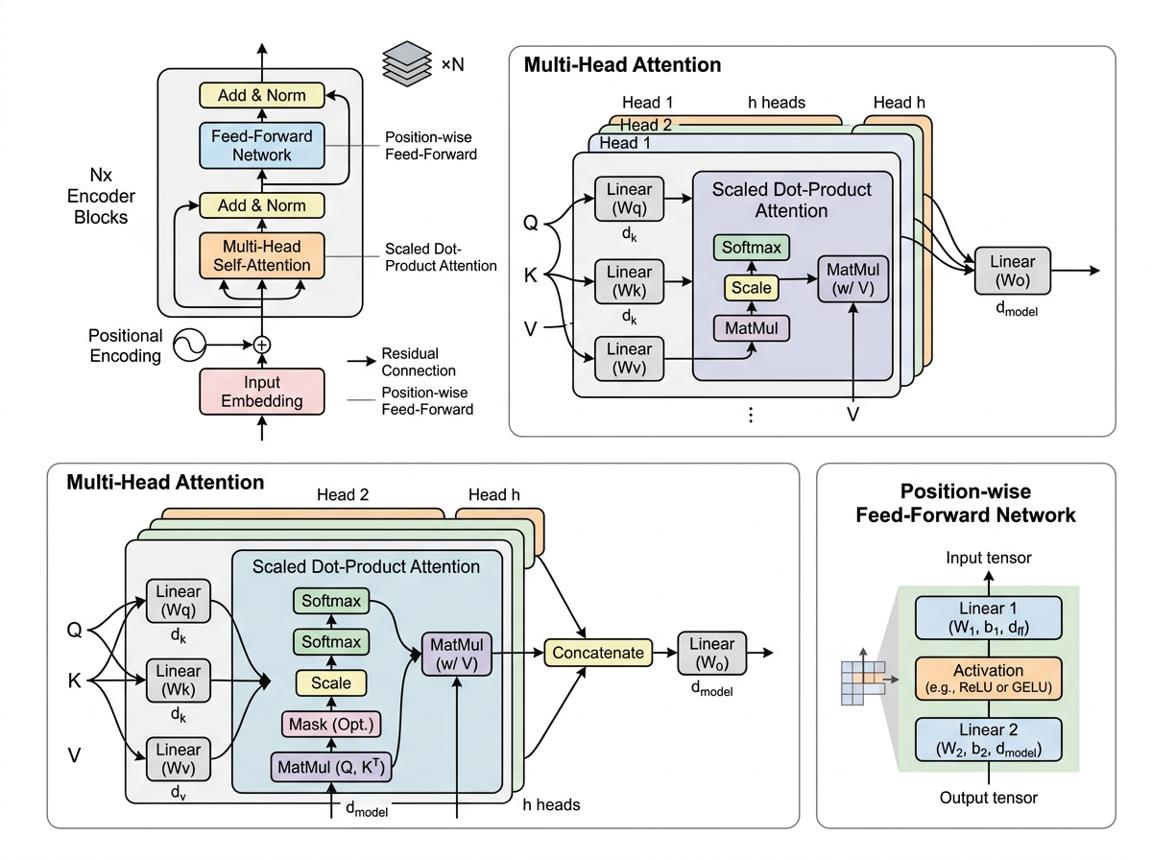 ×N
Add & Norm
Feed-Forward
Network
Position-wise
Feed-Forward
Nx
Encoder
Blocks
Add & Norm
Multi-Head
Self-Attention
Scaled Dot-
Product Attention
Positional
Encoding
+
Residual
Connection
Input
Embedding
Position-wise
Feed-Forward
Multi-Head Attention
Head 1
h heads
Head h
Head 2
Head 1
Q
K
V
Linear
(Wq)
dk
Linear
(Wk)
dk
Linear
(Wv)
Scaled Dot-Product
Attention
Softmax
Scale
MatMul
MatMul
(w/ V)
⋮
V
Linear
(Wo)
dmodel
Multi-Head Attention
Head 2
Head h
Q
K
V
Linear
(Wq)
dk
Linear
(Wk)
dk
Linear
(Wv)
dv
Scaled Dot-Product Attention
Softmax
Softmax
Scale
Mask (Opt.)
MatMul (Q, Kᵀ)
MatMul
(w/ V)
dmodel
h heads
Concatenate
Linear
(Wo)
dmodel
Position-wise
Feed-Forward Network
Input tensor
Linear 1
(W₁, b₁, dff)
Activation
(e.g., ReLU or GELU)
Linear 2
(W₂, b₂, dmodel)
Output tensor